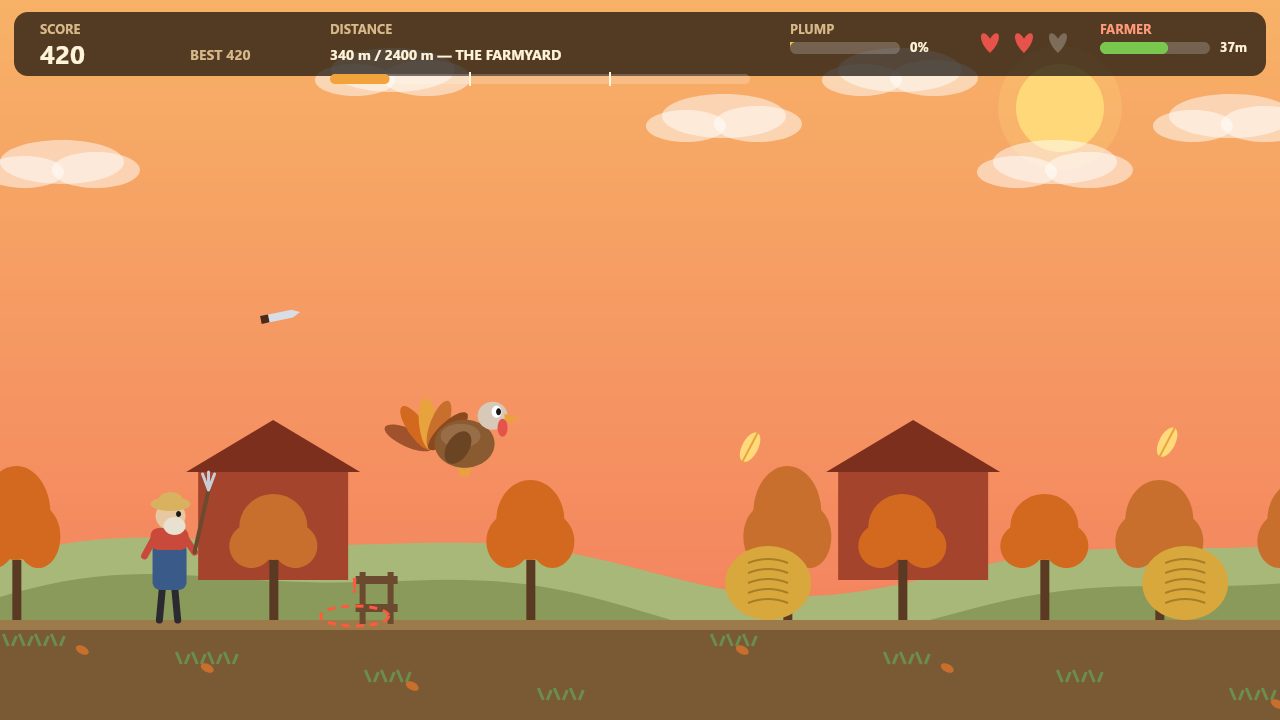 SCORE
420
BEST 420
DISTANCE
340 m / 2400 m — THE FARMYARD
PLUMP
0%
FARMER
37m